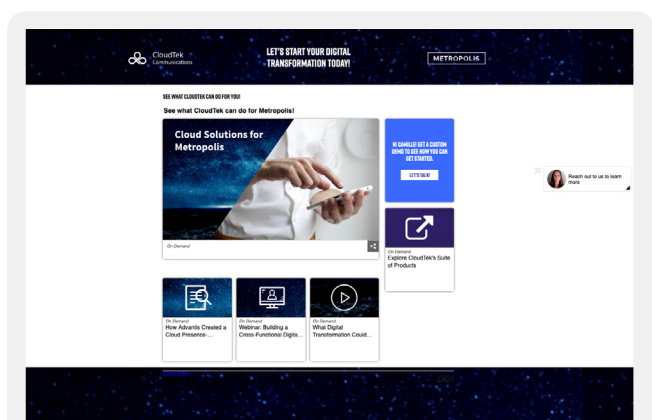 CloudTek
Communications
LET'S START YOUR DIGITAL
TRANSFORMATION TODAY!
METROPOLIS
SEE WHAT CLOUDTEK CAN DO FOR YOU!
See what CloudTek can do for Metropolis!
Cloud Solutions for
Metropolis
On Demand
HI CAMILLE! GET A CUSTOM
DEMO TO SEE HOW YOU CAN
GET STARTED.
LET'S TALK!
Reach out to us to learn
more
On Demand
Explore CloudTek's Suite
of Products
On Demand
How Advantis Created a
Cloud Presence-...
On Demand
Webinar: Building a
Cross-Functional Digita...
On Demand
What Digital
Transformation Could...